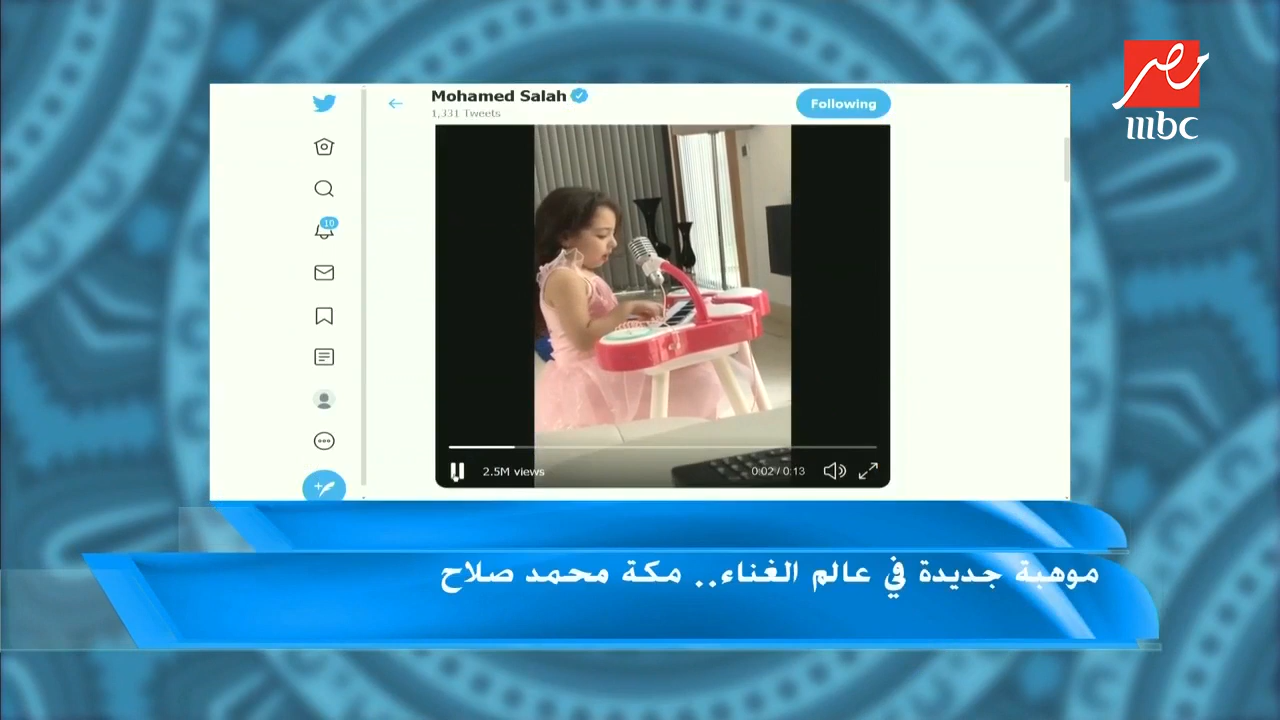 مصر
mbc
Mohamed Salah
1,331 Tweets
Following
10
2.5M views
0:02 / 0:13
موهبة جديدة في عالم الغناء.. مكة محمد صلاح